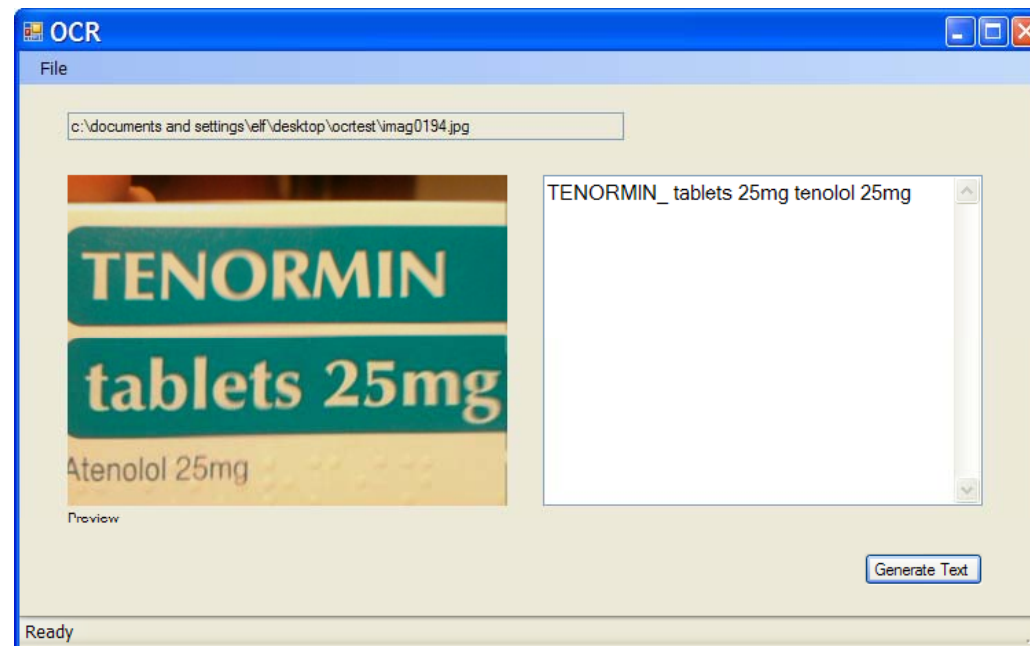 OCR
File
c:\documents and settings\elf\desktop\ocrtest\imag0194.jpg
TENORMIN
tablets 25mg
Atenolol 25mg
TENORMIN_ tablets 25mg tenolol 25mg
Preview
Generate Text
Ready